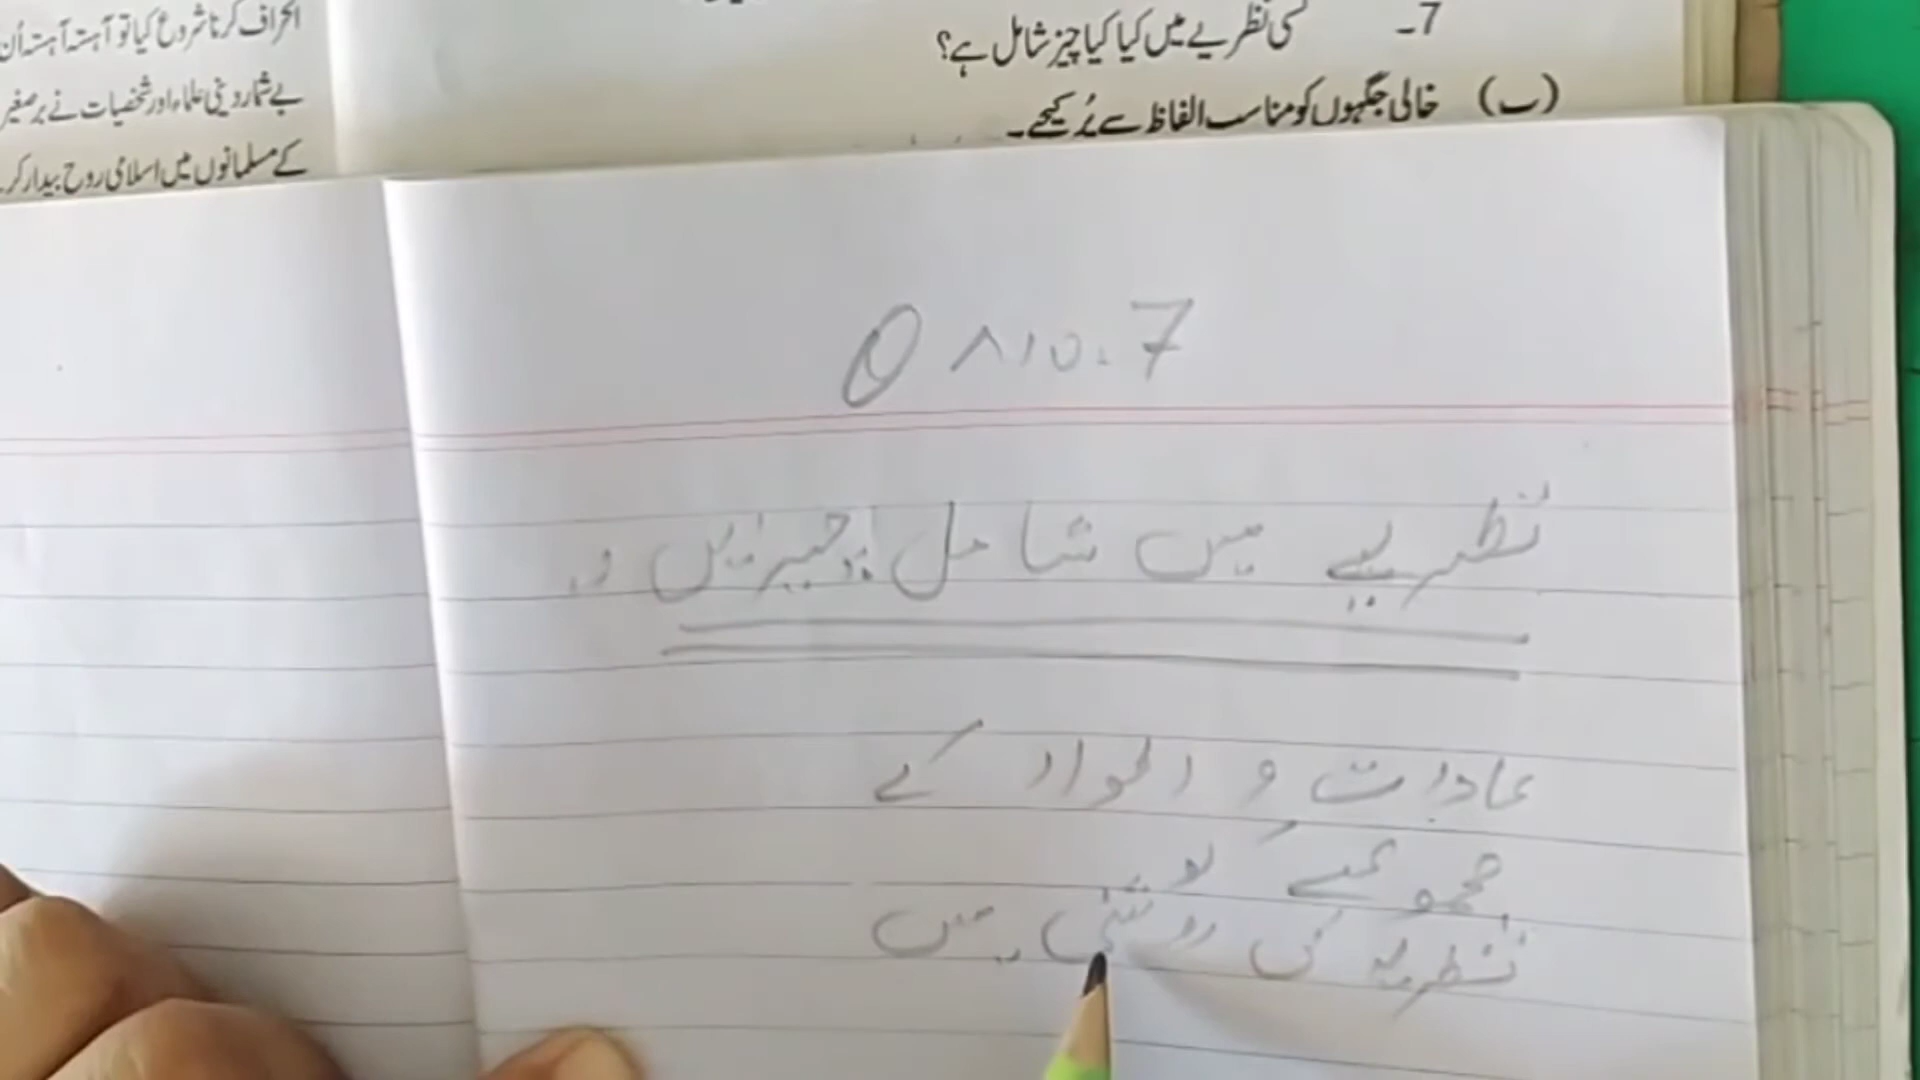 7۔ کسی نظریے میں کیا کیا چیز شامل ہے؟
(ب) خالی جگہوں کو مناسب الفاظ سے پُر کیجیے۔
انحراف کرنا شروع کیا تو آہستہ آہستہ اُن
بے شمار دینی علماء اور شخصیات نے برصغیر
کے مسلمانوں میں اسلامی روح بیدار کر
Q No. 7
نظریے میں شامل چیزیں
عادات و اطوار کے
مجموعے کو
نظریہ کی روشنی میں